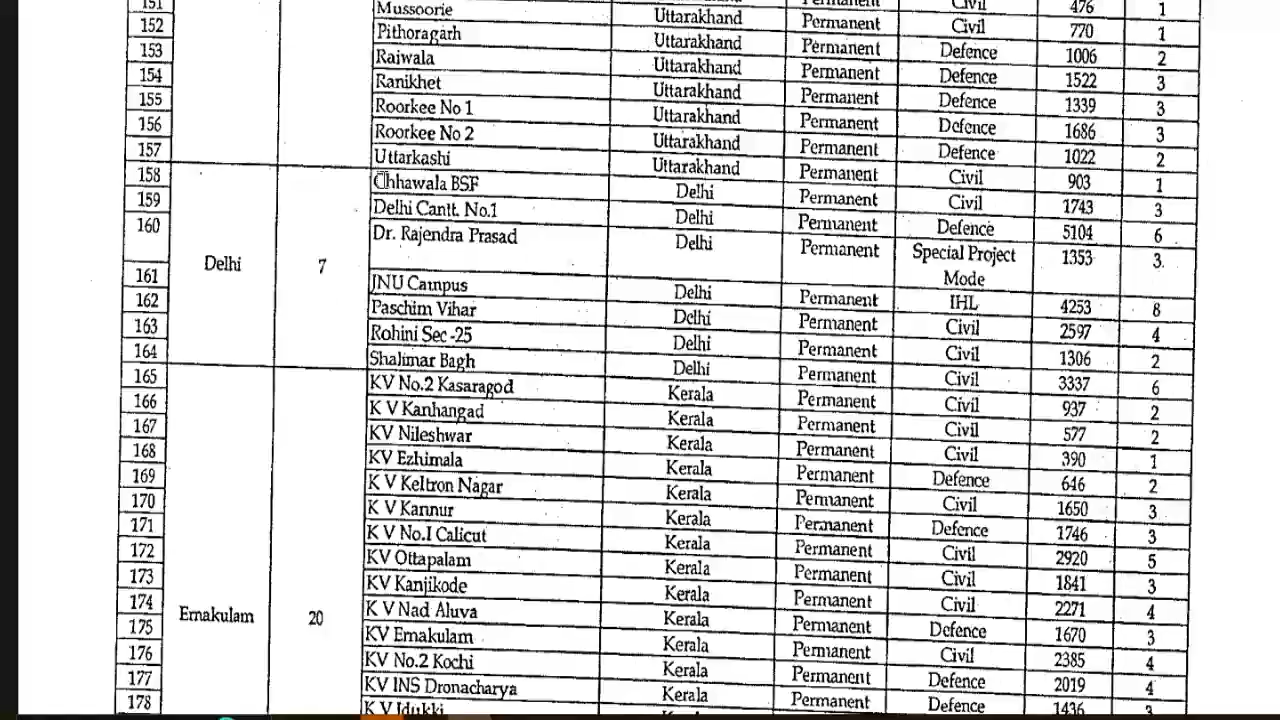 Permanent Civil 476 1
151 Mussoorie Uttarakhand Permanent Civil 770 1
152 Pithoragarh Uttarakhand Permanent Defence 1006 2
153 Raiwala Uttarakhand Permanent Defence 1522 3
154 Ranikhet Uttarakhand Permanent Defence 1339 3
155 Roorkee No 1 Uttarakhand Permanent Defence 1686 3
156 Roorkee No 2 Uttarakhand Permanent Defence 1022 2
157 Uttarkashi Uttarakhand Permanent Civil 903 1
158 Chhawala BSF Delhi Permanent Civil 1743 3
159 Delhi Cantt. No.1 Delhi Permanent Defence 5104 6
160 Dr. Rajendra Prasad Delhi Permanent Special Project 1353 3
Mode
Delhi 7
161 JNU Campus Delhi Permanent IHL 4253 8
162 Paschim Vihar Delhi Permanent Civil 2597 4
163 Rohini Sec -25 Delhi Permanent Civil 1306 2
164 Shalimar Bagh Delhi Permanent Civil 3337 6
165 KV No.2 Kasaragod Kerala Permanent Civil 937 2
166 K V Kanhangad Kerala Permanent Civil 577 2
167 KV Nileshwar Kerala Permanent Civil 390 1
168 KV Ezhimala Kerala Permanent Defence 646 2
169 K V Keltron Nagar Kerala Permanent Civil 1650 3
170 K V Kannur Kerala Permanent Defence 1746 3
171 K V No.I Calicut Kerala Permanent Civil 2920 5
172 KV Ottapalam Kerala Permanent Civil 1841 3
173 KV Kanjikode Kerala Permanent Civil 2271 4
174 K V Nad Aluva Kerala Permanent Defence 1670 3
Ernakulam 20
175 KV Ernakulam Kerala Permanent Civil 2385 4
176 KV No.2 Kochi Kerala Permanent Defence 2019 4
177 KV INS Dronacharya Kerala Permanent Defence 1436 3
178 K V Idukki